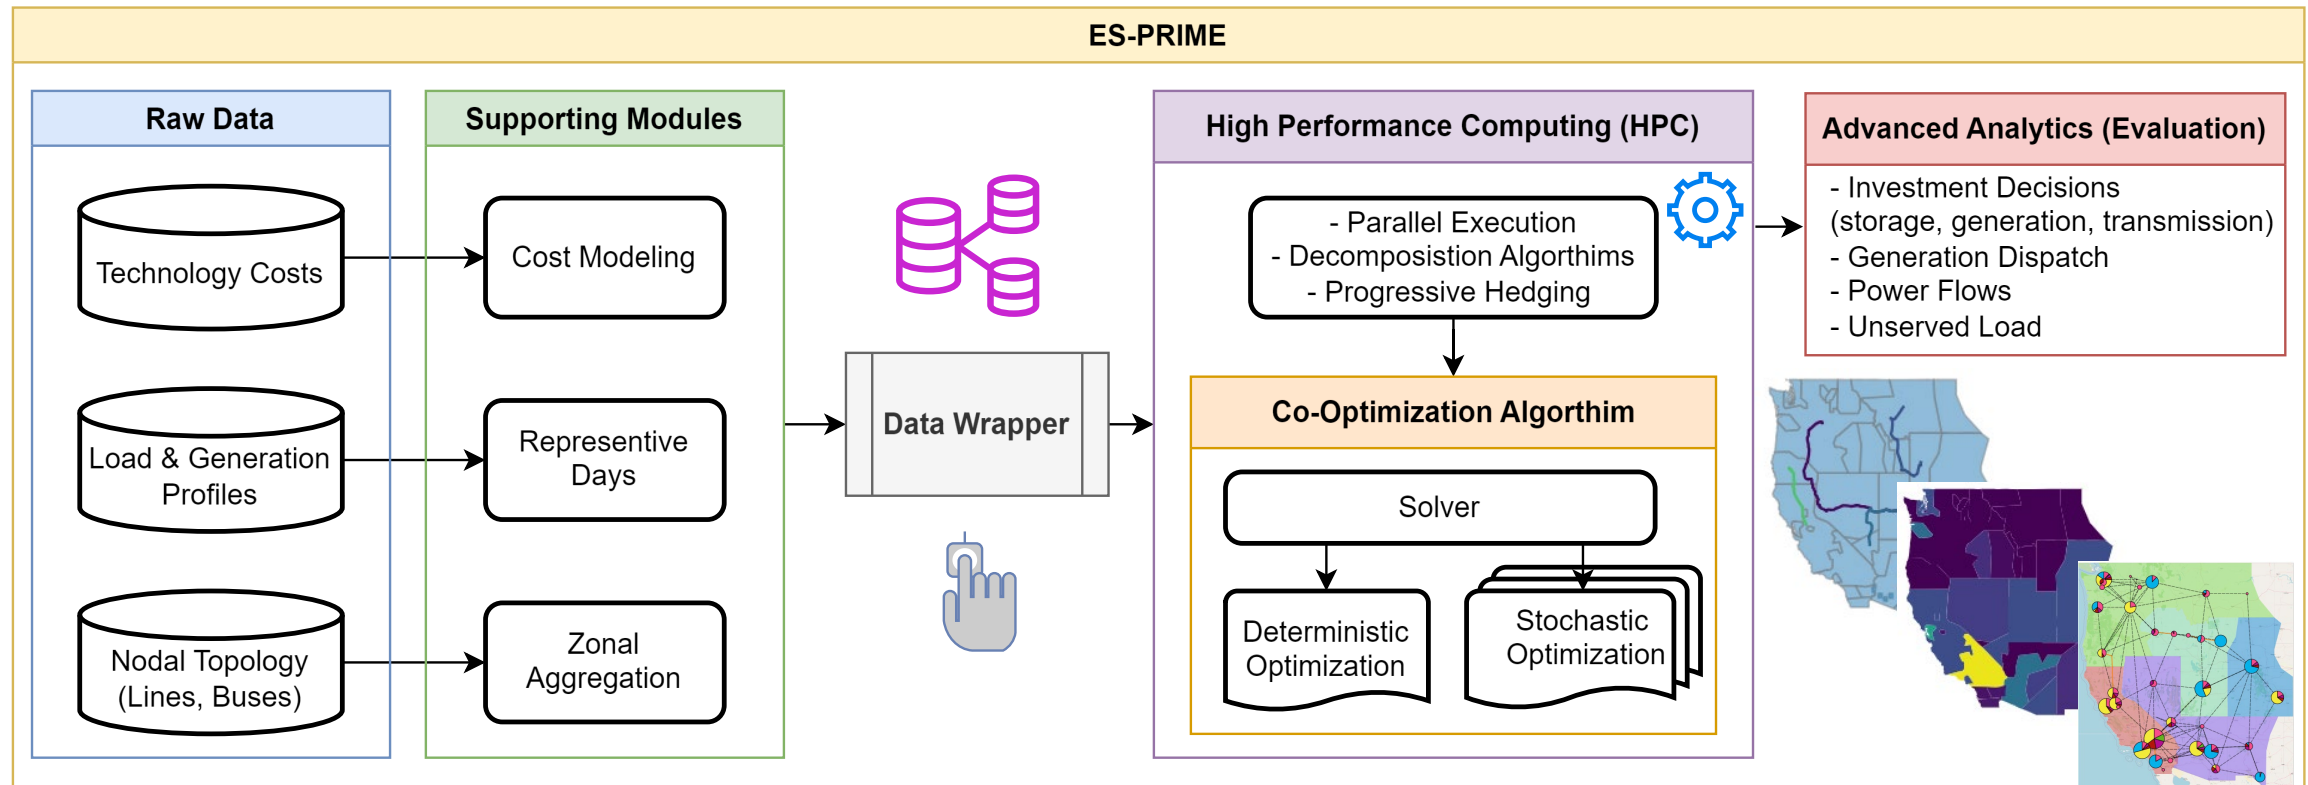 ES-PRIME
Raw Data
Technology Costs
Load & Generation
Profiles
Nodal Topology
(Lines, Buses)
Supporting Modules
Cost Modeling
Representive
Days
Zonal
Aggregation
Data Wrapper
High Performance Computing (HPC)
- Parallel Execution
- Decomposistion Algorthims
- Progressive Hedging
Co-Optimization Algorthim
Solver
Deterministic
Optimization
Stochastic
Optimization
Advanced Analytics (Evaluation)
- Investment Decisions
(storage, generation, transmission)
- Generation Dispatch
- Power Flows
- Unserved Load